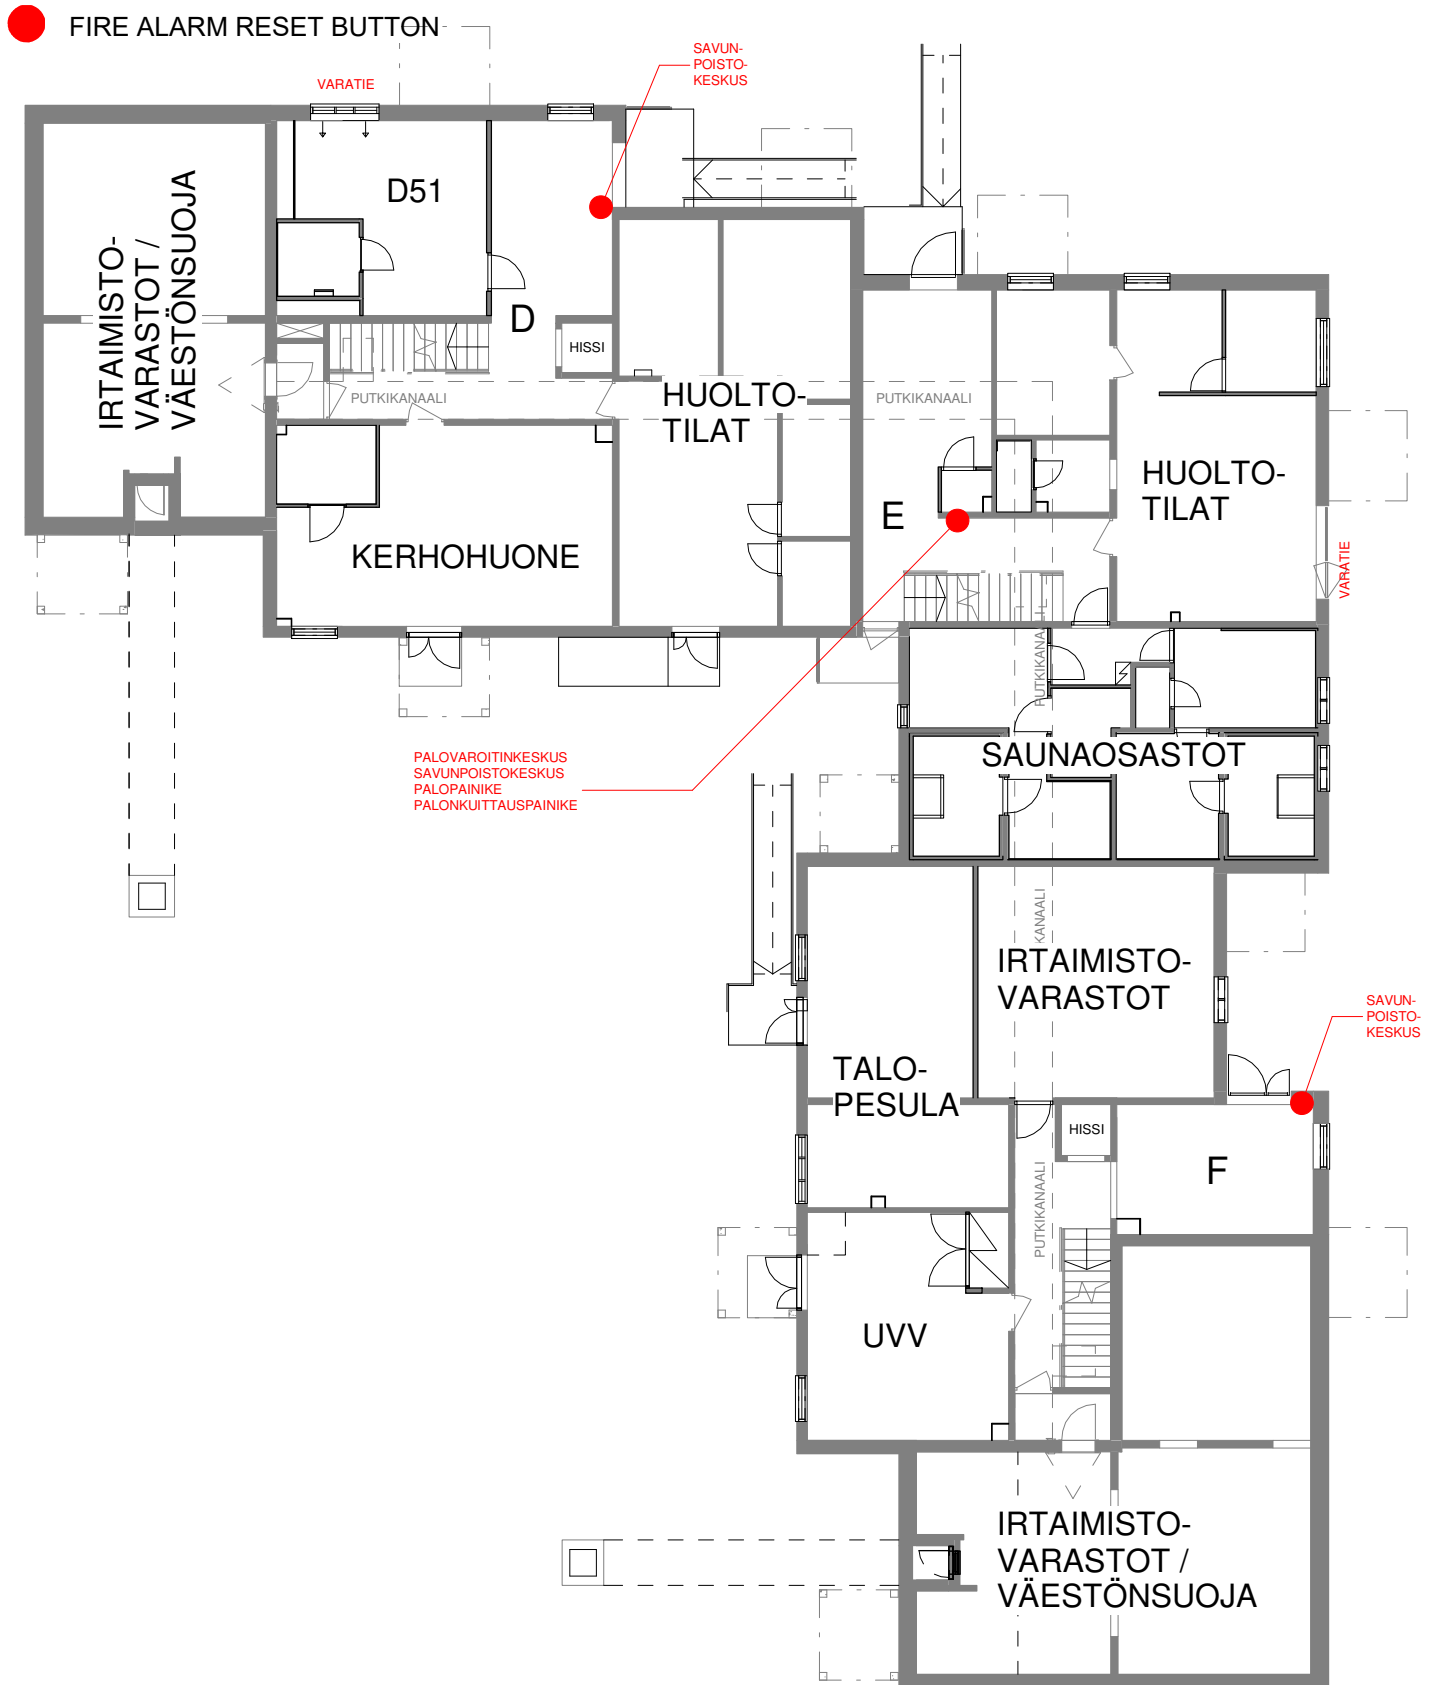 FIRE ALARM RESET BUTTON
SAVUN-
POISTO-
KESKUS
VARATIE
D51
IRTAIMISTO-
VARASTOT /
VÄESTÖNSUOJA
D
HISSI
PUTKIKANAALI
HUOLTO-
TILAT
PUTKIKANAALI
HUOLTO-
TILAT
E
KERHOHUONE
VARATIE
PUTKIKANA
SAUNAOSASTOT
PALOVAROITINKESKUS
SAVUNPOISTOKESKUS
PALOPAINIKE
PALONKUITTAUSPAINIKE
KANAALI
IRTAIMISTO-
VARASTOT
SAVUN-
POISTO-
KESKUS
TALO-
PESULA
HISSI
PUTKIKANAALI
F
UVV
IRTAIMISTO-
VARASTOT /
VÄESTÖNSUOJA